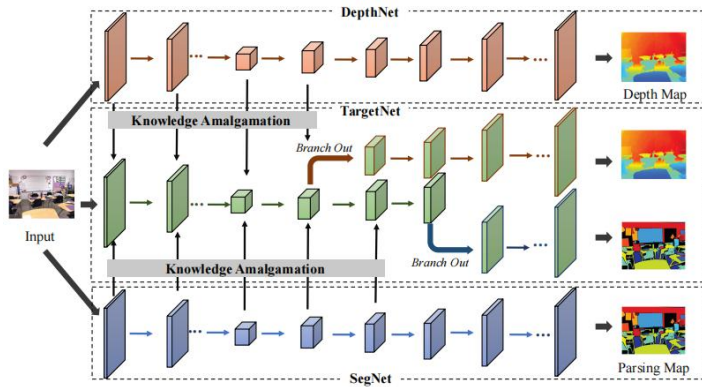 DepthNet
Depth Map
Knowledge Amalgamation
TargetNet
Branch Out
Input
Branch Out
Knowledge Amalgamation
Parsing Map
SegNet